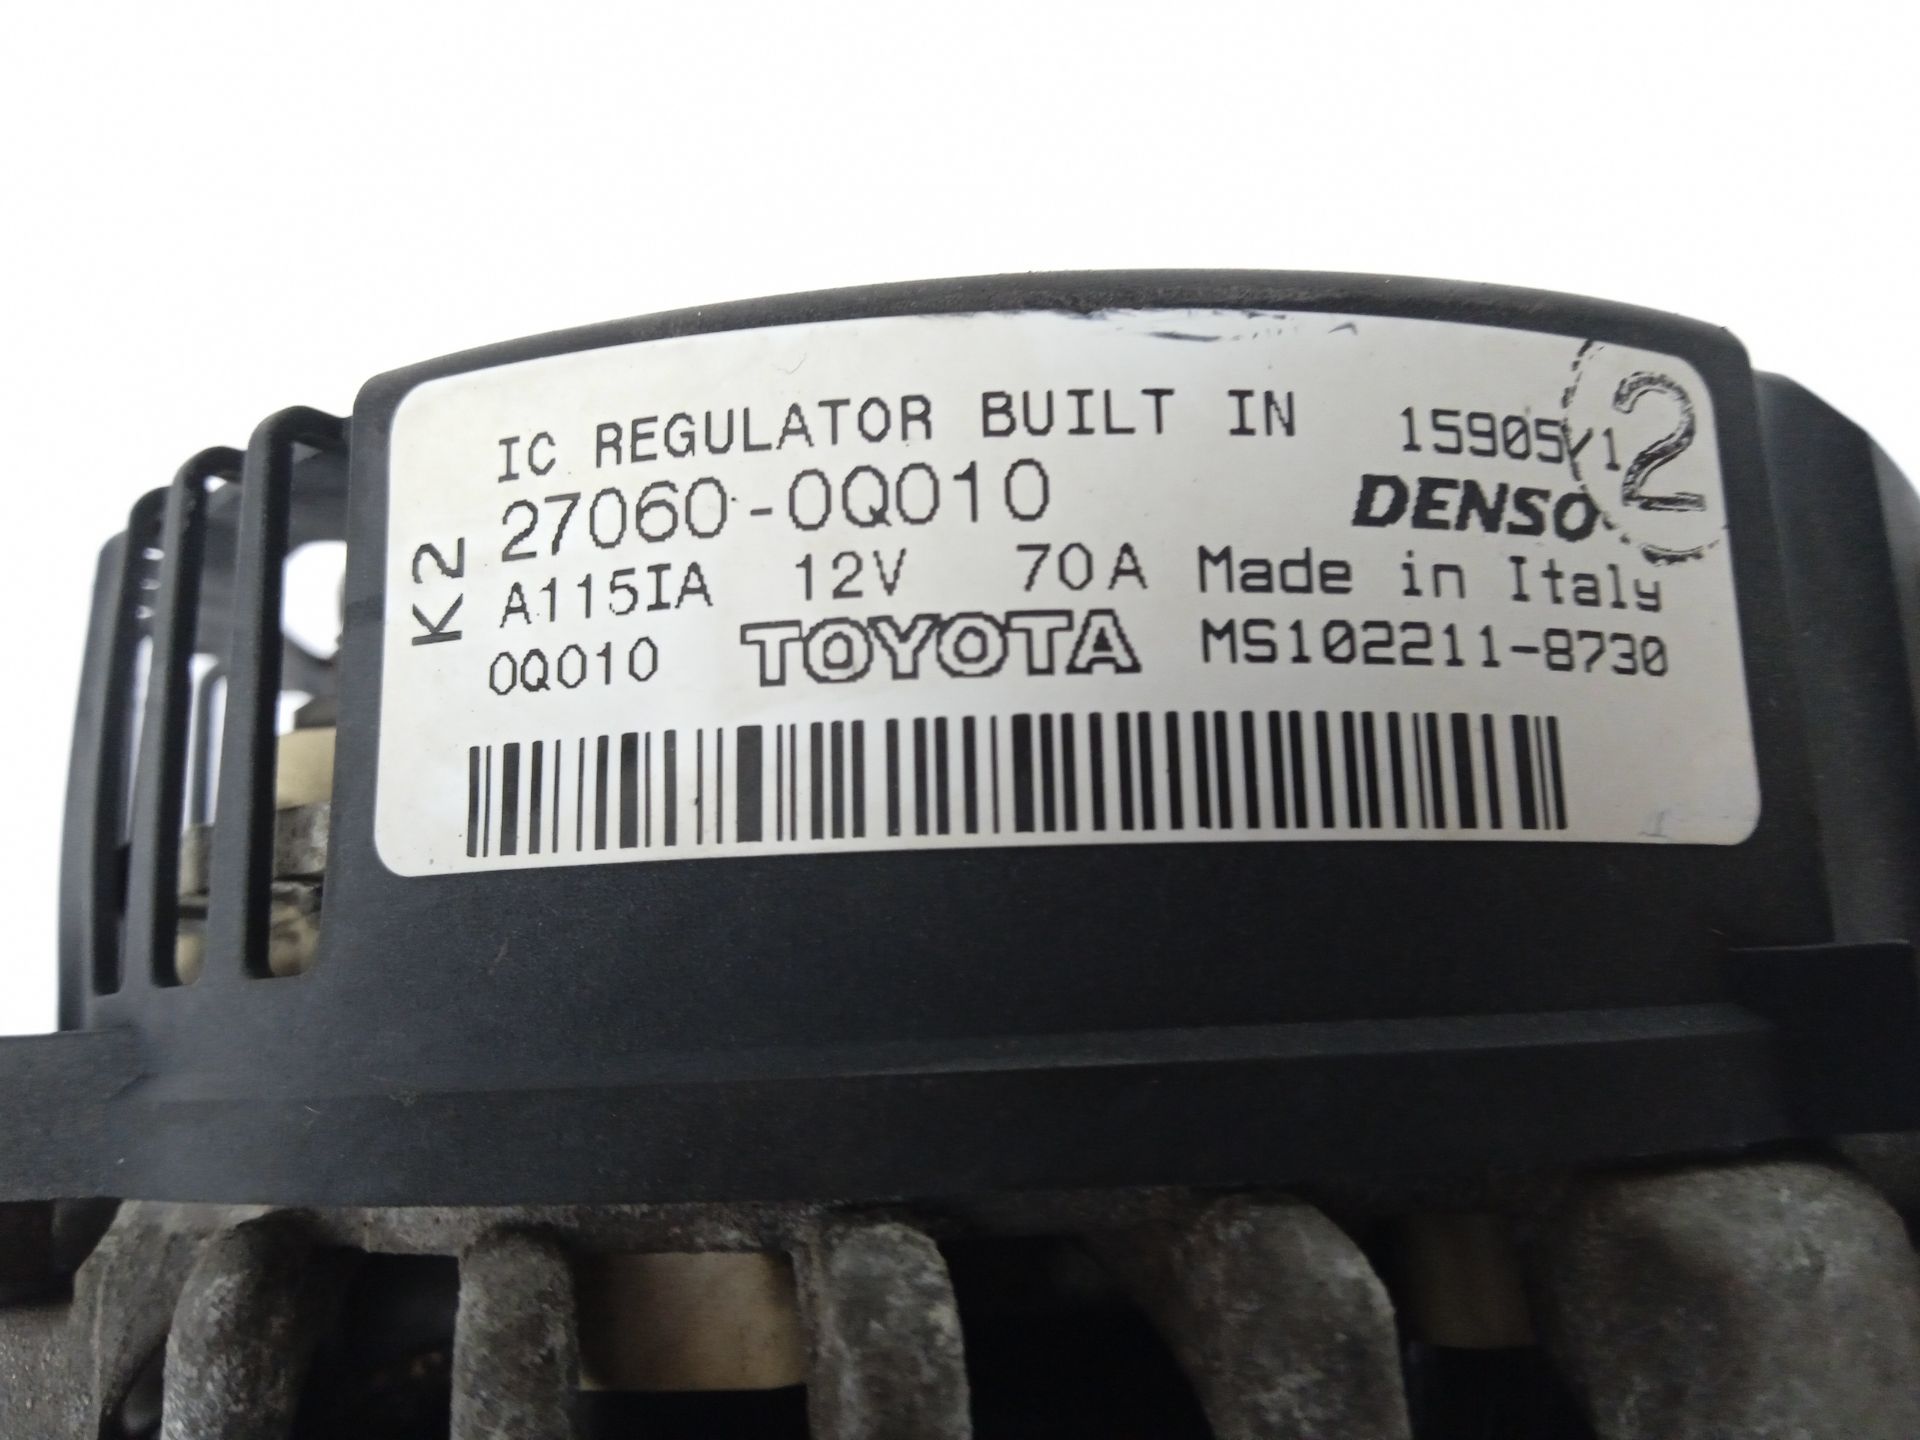 IC REGULATOR BUILT IN 15905Y1
27060-0Q010 DENSO 2
K2
A115IA 12V 70A Made in Italy
0Q010 TOYOTA MS102211-8730